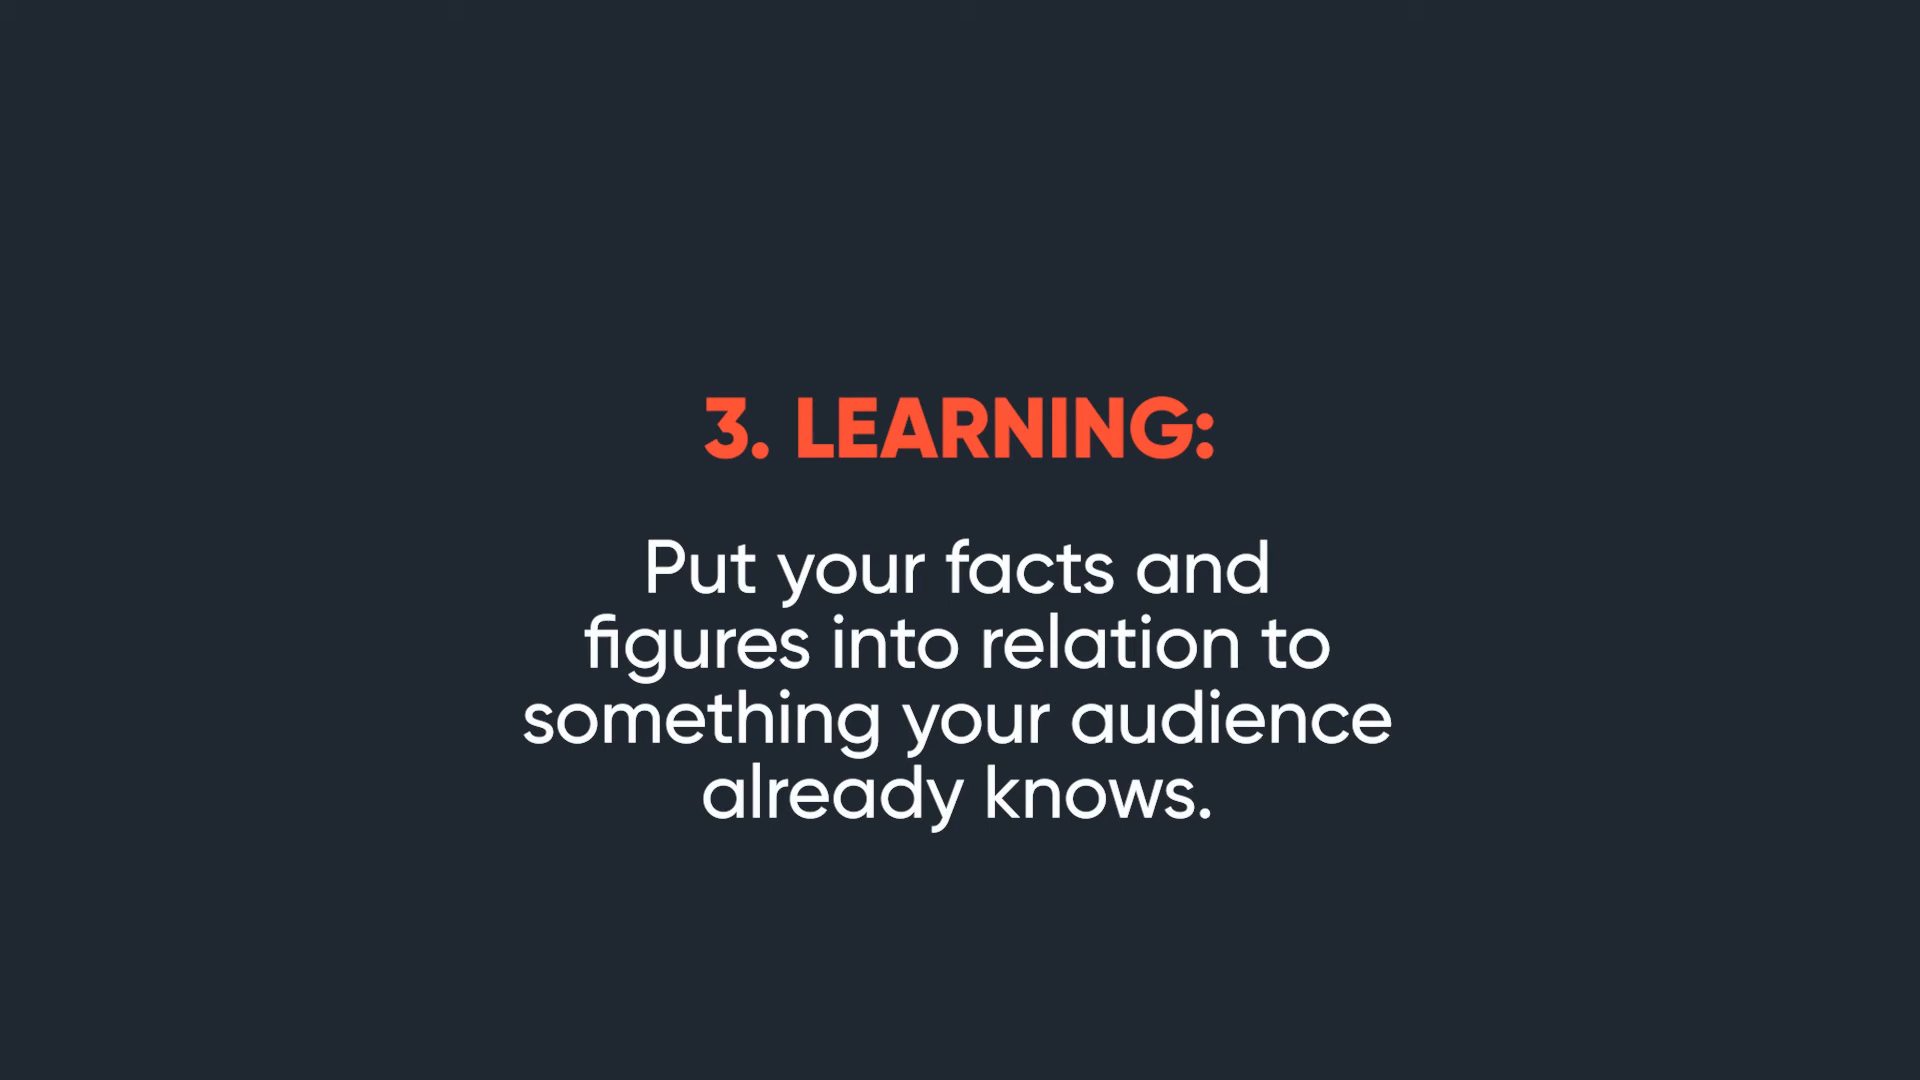 3. LEARNING:
Put your facts and
figures into relation to
something your audience
already knows.